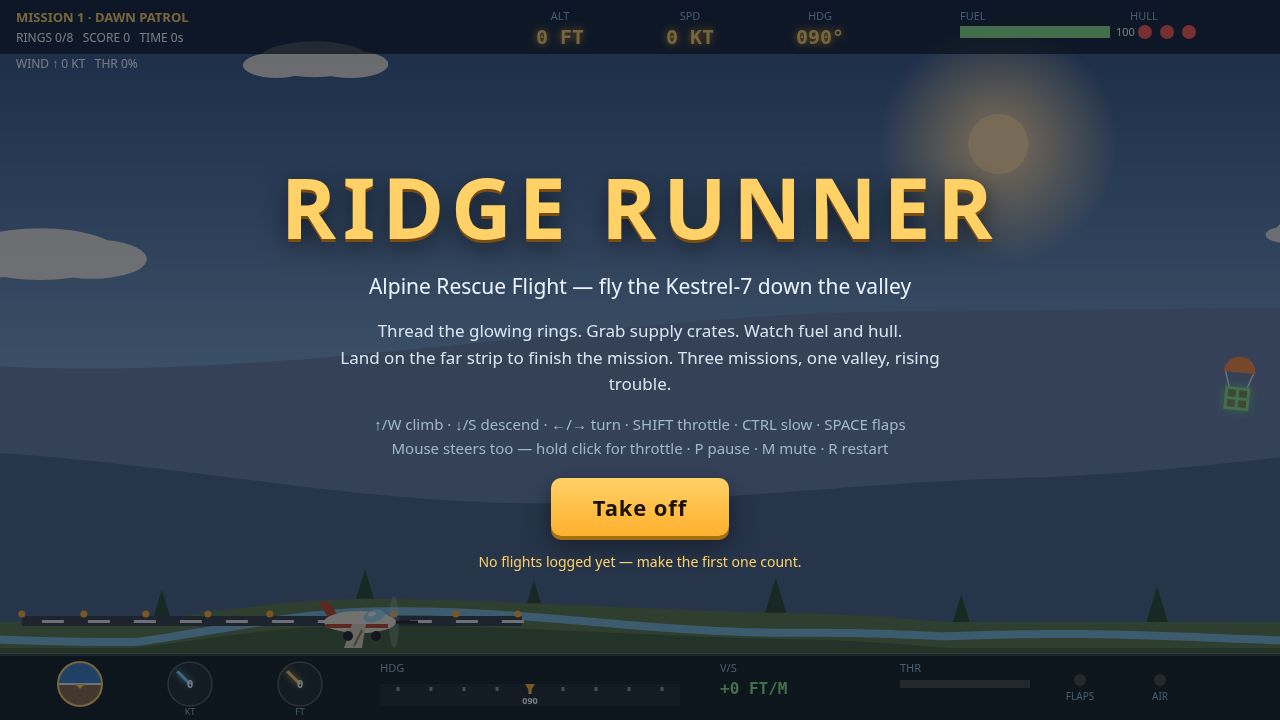 MISSION 1 · DAWN PATROL
RINGS 0/8 SCORE 0 TIME 0s
WIND ↑ 0 KT THR 0%
ALT
0 FT
SPD
0 KT
HDG
090°
FUEL
100
HULL
RIDGE RUNNER
Alpine Rescue Flight — fly the Kestrel-7 down the valley
Thread the glowing rings. Grab supply crates. Watch fuel and hull.
Land on the far strip to finish the mission. Three missions, one valley, rising
trouble.
↑/W climb · ↓/S descend · ←/→ turn · SHIFT throttle · CTRL slow · SPACE flaps
Mouse steers too — hold click for throttle · P pause · M mute · R restart
Take off
No flights logged yet — make the first one count.
0
KT
0
FT
HDG
090
V/S
+0 FT/M
THR
FLAPS
AIR